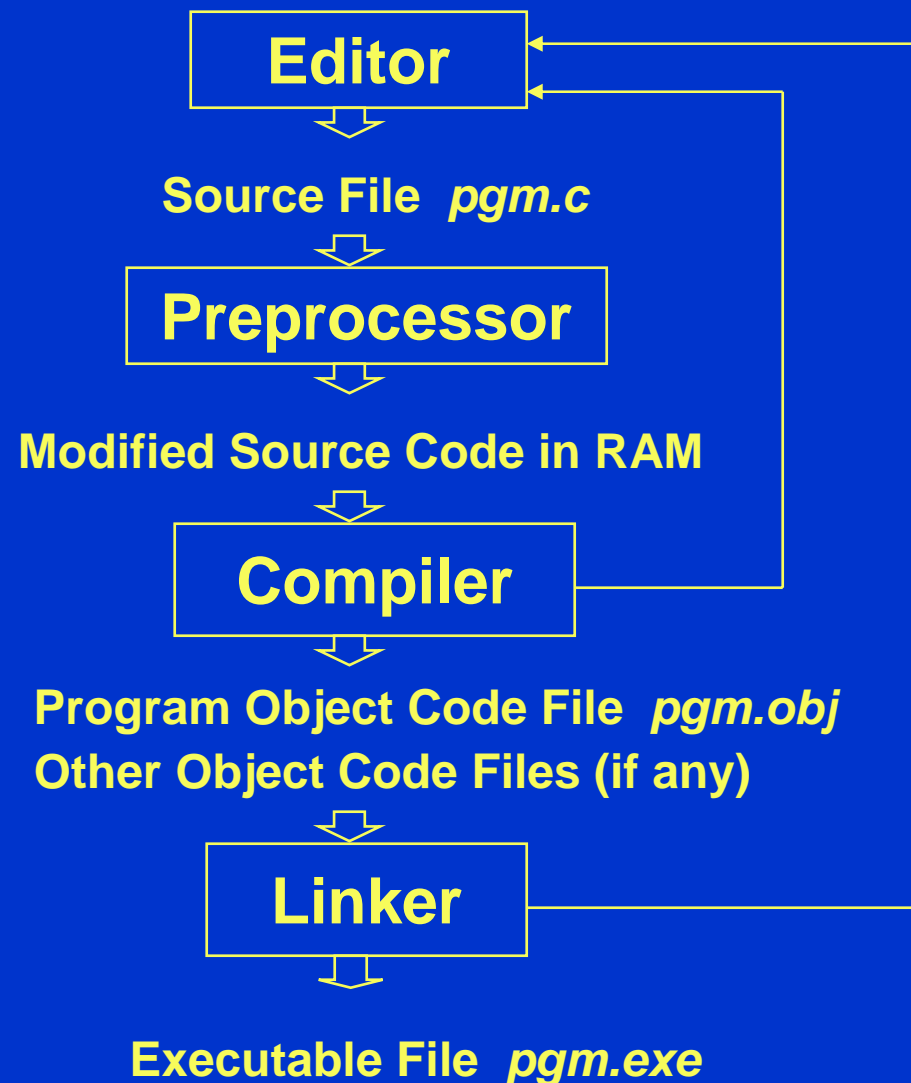 Editor
Source File pgm.c
Preprocessor
Modified Source Code in RAM
Compiler
Program Object Code File pgm.obj
Other Object Code Files (if any)
Linker
Executable File pgm.exe